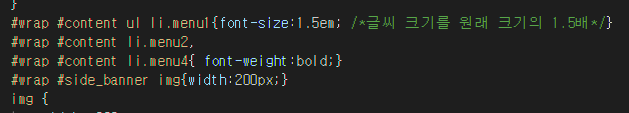 }
#wrap #content ul li.menu1{font-size:1.5em; /*글씨 크기를 원래 크기의 1.5배*/}
#wrap #content li.menu2,
#wrap #content li.menu4{ font-weight:bold;}
#wrap #side_banner img{width:200px;}
img {